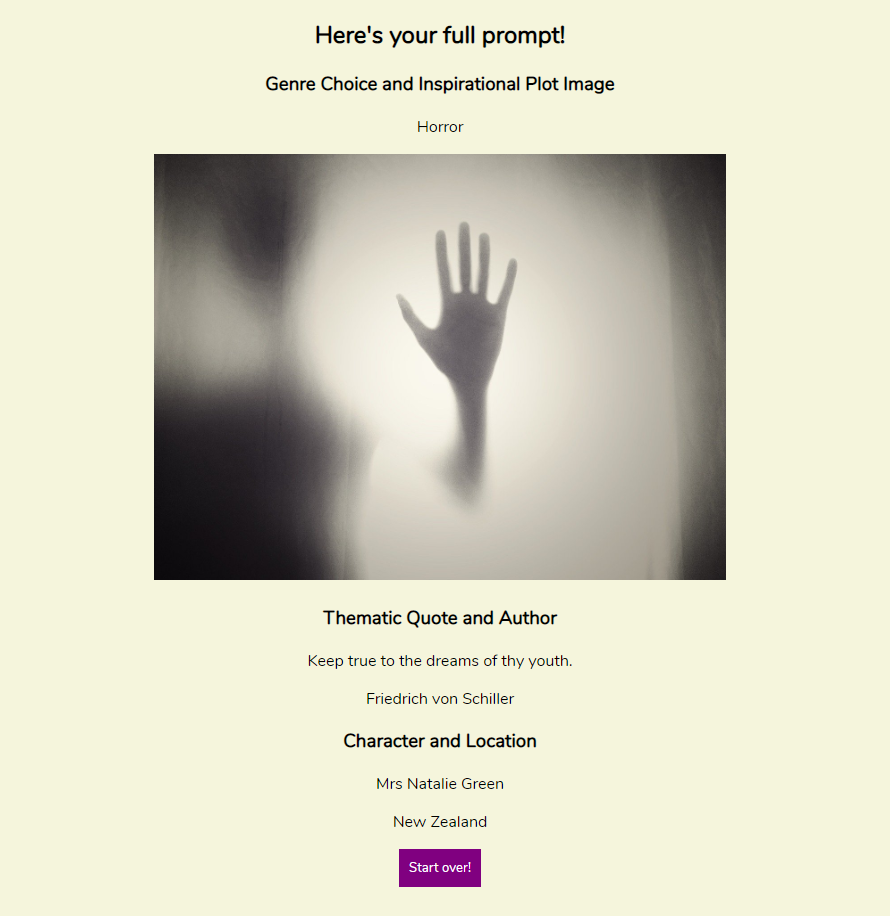 Here's your full prompt!
Genre Choice and Inspirational Plot Image
Horror
Thematic Quote and Author
Keep true to the dreams of thy youth.
Friedrich von Schiller
Character and Location
Mrs Natalie Green
New Zealand
Start over!